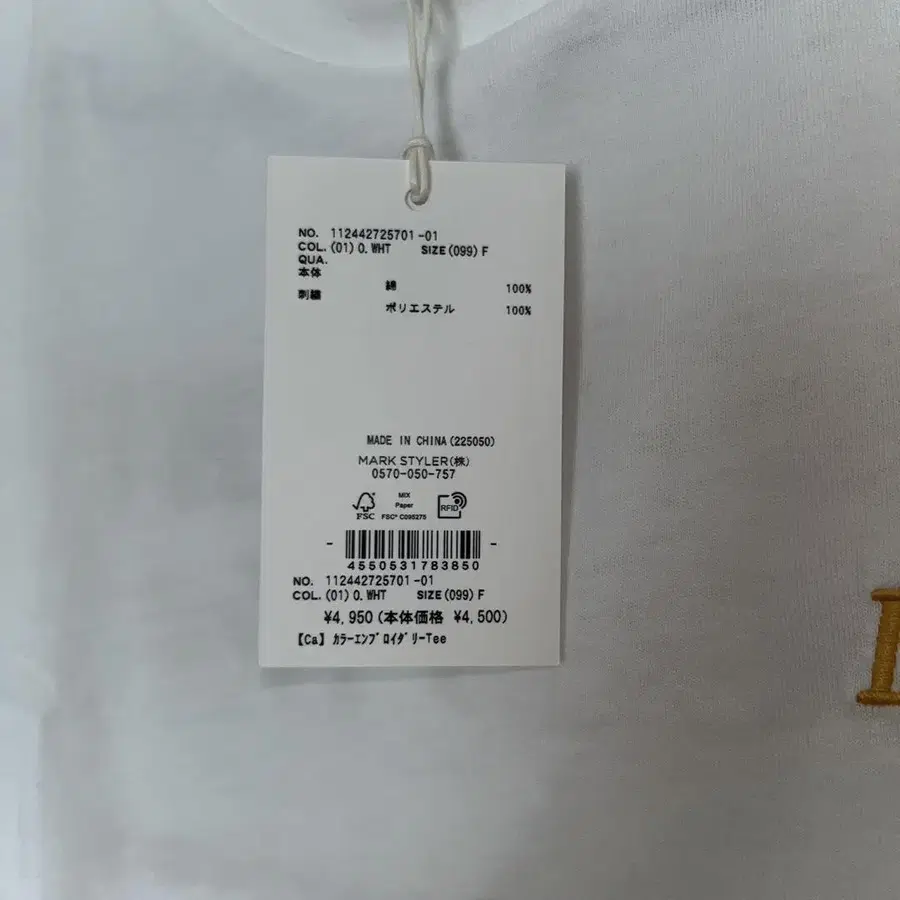 NO. 112442725701-01
COL. (01) O.WHT SIZE (099) F
QUA.
本体
綿 100%
刺繍
ポリエステル 100%
MADE IN CHINA (225050)
MARK STYLER(株)
0570-050-757
FSC
MIX
Paper
FSC® C095275
RFID
4550531783850
NO. 112442725701-01
COL. (01) O.WHT SIZE (099) F
¥4,950 (本体価格 ¥4,500)
【Ca】カラーエンブロイダリーTee